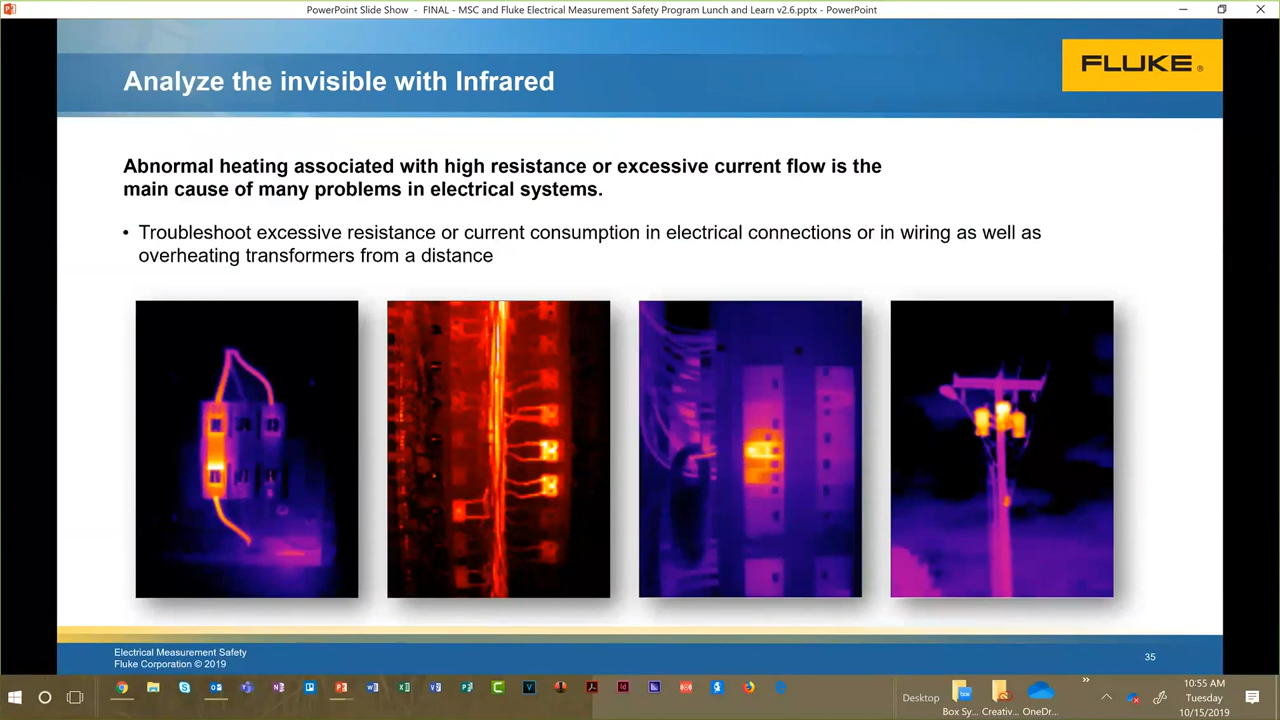 PowerPoint Slide Show - FINAL - MSC and Fluke Electrical Measurement Safety Program Lunch and Learn v2.6.pptx - PowerPoint
Analyze the invisible with Infrared
FLUKE®
Abnormal heating associated with high resistance or excessive current flow is the
main cause of many problems in electrical systems.
• Troubleshoot excessive resistance or current consumption in electrical connections or in wiring as well as
overheating transformers from a distance
Electrical Measurement Safety
Fluke Corporation © 2019
35
Desktop
Box Sy...
Creativ...
OneDr...
»
10:55 AM
Tuesday
10/15/2019